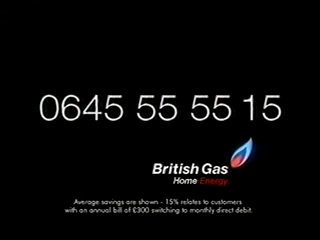 0645 55 55 15
British Gas
Home Energy
Average savings are shown - 15% relates to customers
with an annual bill of £300 switching to monthly direct debit.